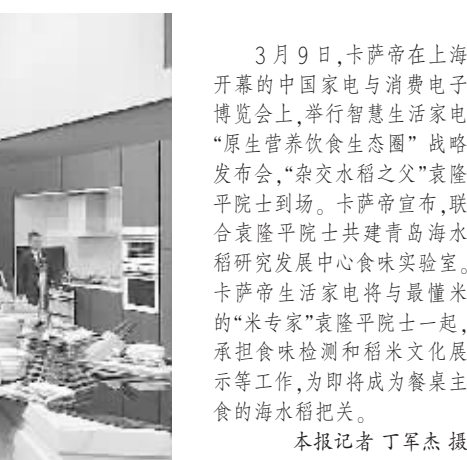 3月9日,卡萨帝在上海
开幕的中国家电与消费电子
博览会上,举行智慧生活家电
“原生营养饮食生态圈”战略
发布会,“杂交水稻之父”袁隆
平院士到场。卡萨帝宣布,联
合袁隆平院士共建青岛海水
稻研究发展中心食味实验室。
卡萨帝生活家电将与最懂米
的“米专家”袁隆平院士一起,
承担食味检测和稻米文化展
示等工作,为即将成为餐桌主
食的海水稻把关。
本报记者 丁军杰 摄